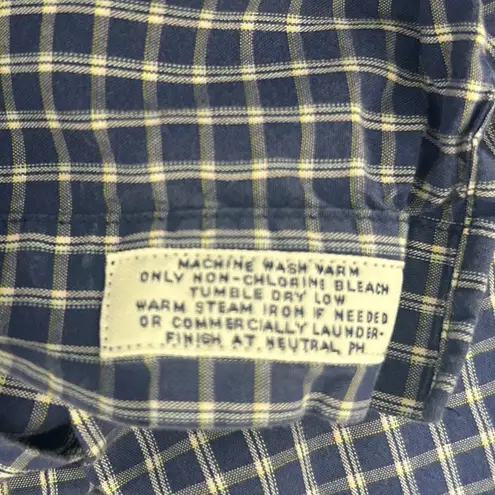 MACHINE WASH WARM
ONLY NON-CHLORINE BLEACH
TUMBLE DRY LOW
WARM STEAM IRON IF NEEDED
OR COMMERCIALLY LAUNDER-
FINISH AT NEUTRAL PH